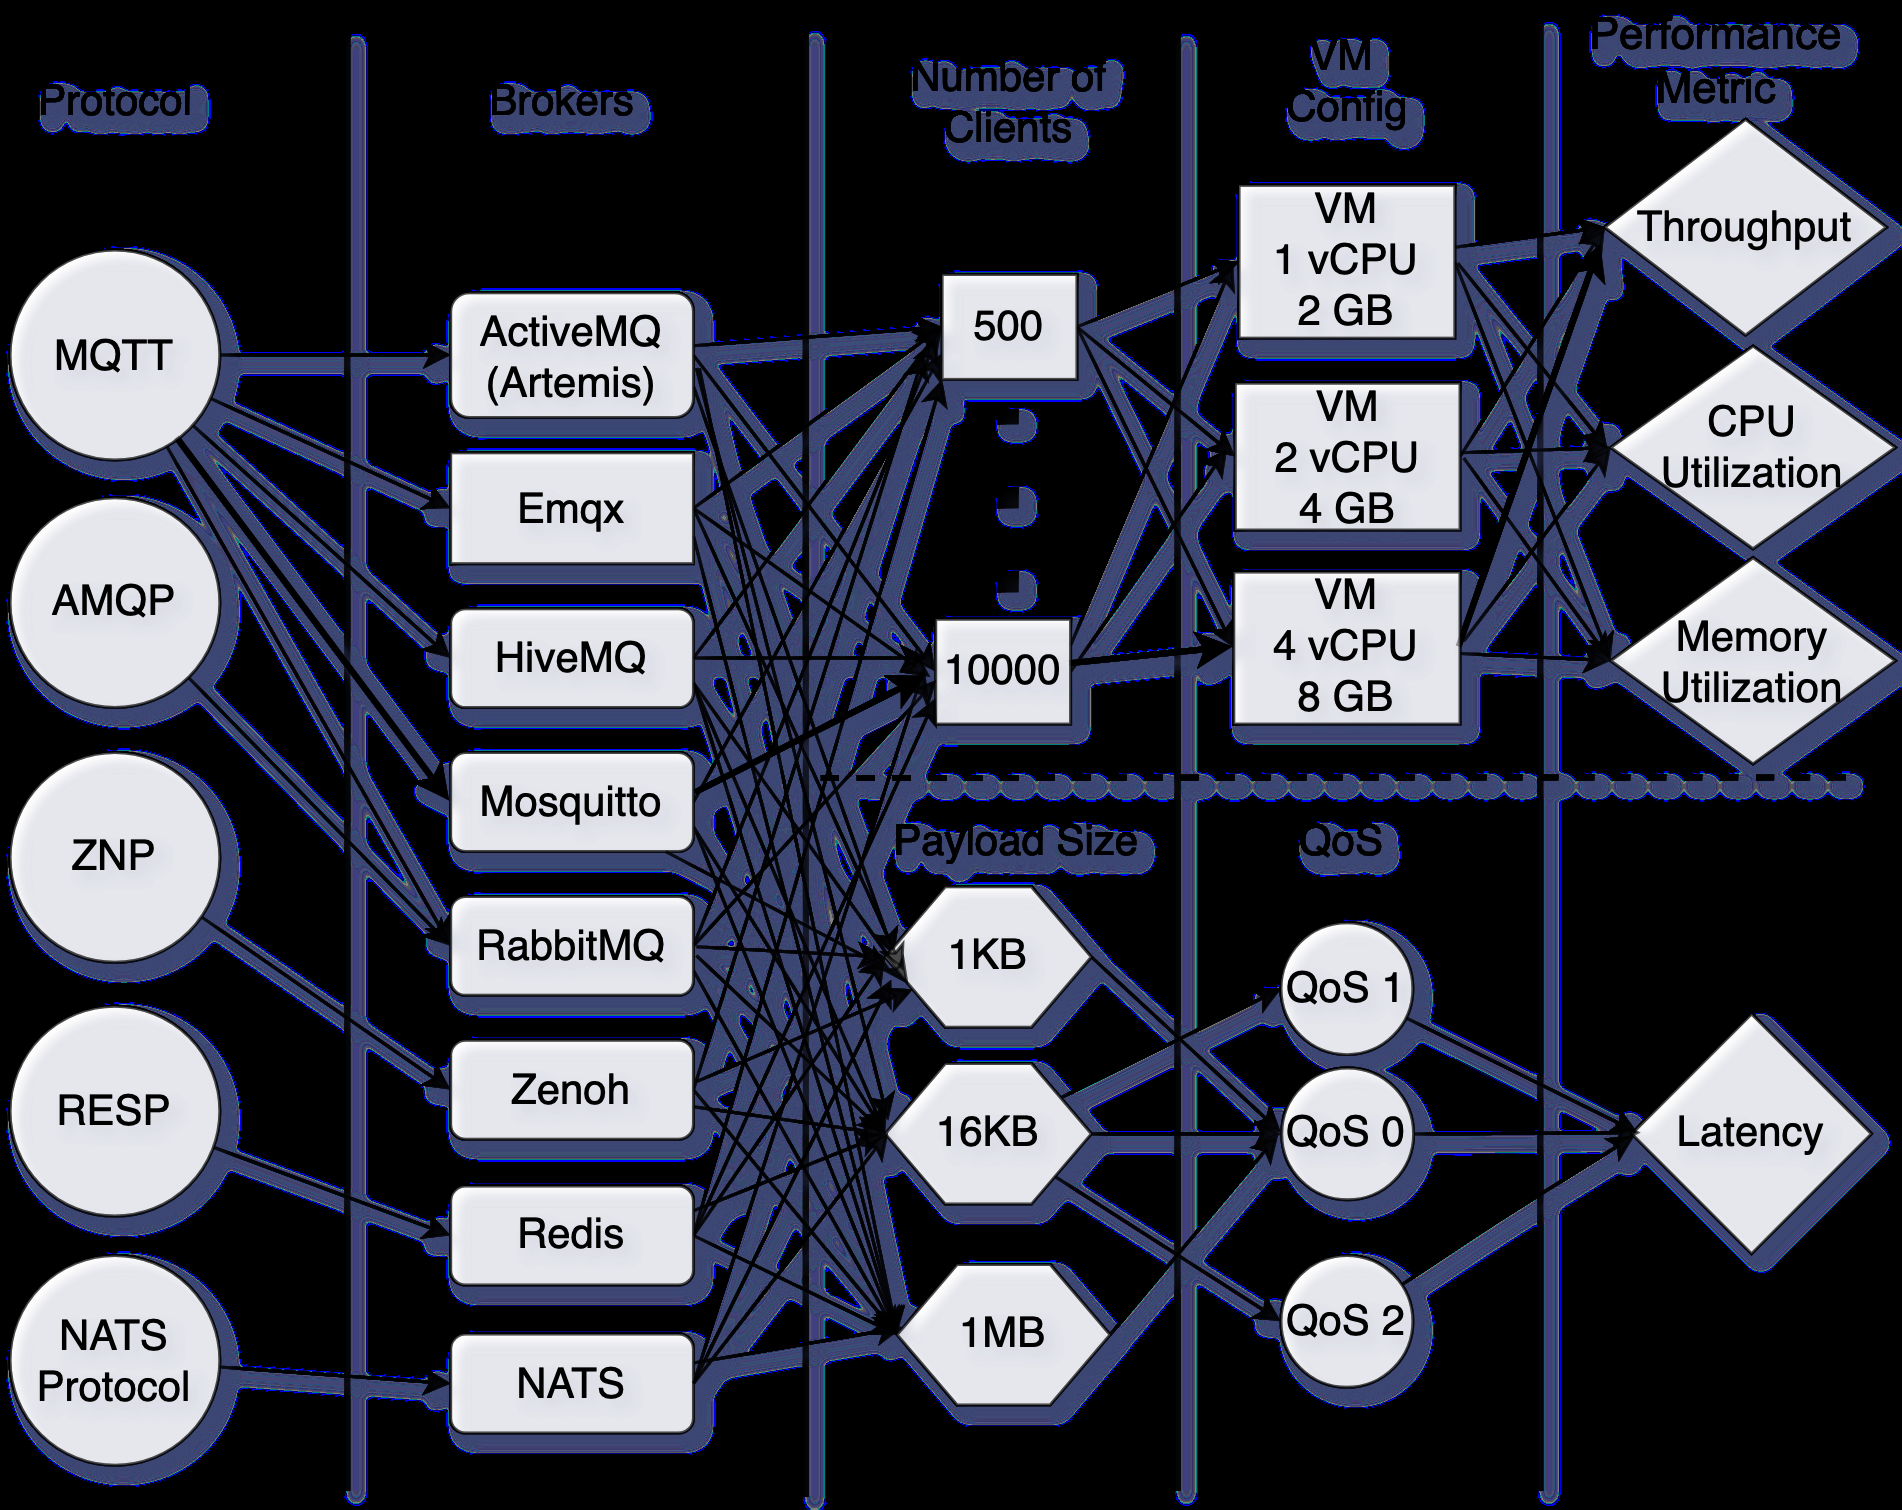 Protocol
Brokers
Number of
Clients
VM
Config
Performance
Metric
MQTT
AMQP
ZNP
RESP
NATS
Protocol
ActiveMQ
(Artemis)
Emqx
HiveMQ
Mosquitto
RabbitMQ
Zenoh
Redis
NATS
500
10000
VM
1 vCPU
2 GB
VM
2 vCPU
4 GB
VM
4 vCPU
8 GB
Throughput
CPU
Utilization
Memory
Utilization
Payload Size
QoS
1KB
16KB
1MB
QoS 1
QoS 0
QoS 2
Latency